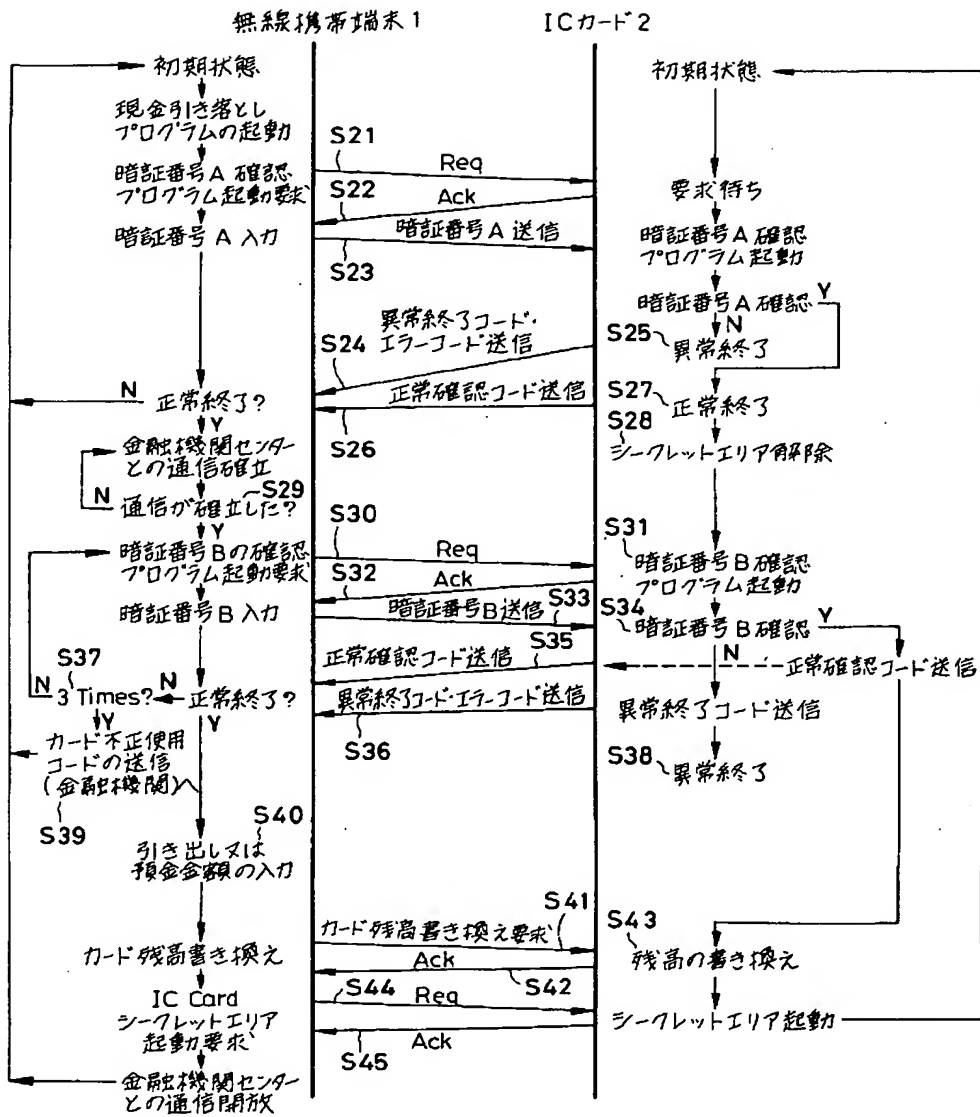 無線携帯端末1 ICカード2
初期状態 初期状態
現金引き落とし
プログラムの起動
S21
Req
暗証番号A確認
プログラム起動要求
S22
要求待ち
Ack
暗証番号A入力
暗証番号A送信
暗証番号A確認
プログラム起動
S23
暗証番号A確認 Y
異常終了コード・
エラーコード送信
N
S24
S25
異常終了
N
正常終了?
正常確認コード送信
S27
正常終了
Y
S26
S28
シークレットエリア解除
金融機関センター
との通信確立
S29
N 通信が確立した?
Y
S30
S31
暗証番号Bの確認
プログラム起動要求
Req
暗証番号B確認
プログラム起動
S32
Ack
暗証番号B入力
暗証番号B送信
S33
S34
暗証番号B確認 Y
S35
S37
正常確認コード送信
N
正常確認コード送信
N 3 Times? N 正常終了?
異常終了コード・エラーコード送信
異常終了コード送信
Y Y
S36
カード不正使用
コードの送信
(金融機関)
S38
異常終了
S39
S40
引き出し又は
預金金額の入力
S41
S43
カード残高書き換え要求
カード残高書き換え
残高の書き換え
Ack
S42
IC Card
シークレットエリア
起動要求
S44
Req
シークレットエリア起動
Ack
S45
金融機関センター
との通信開放